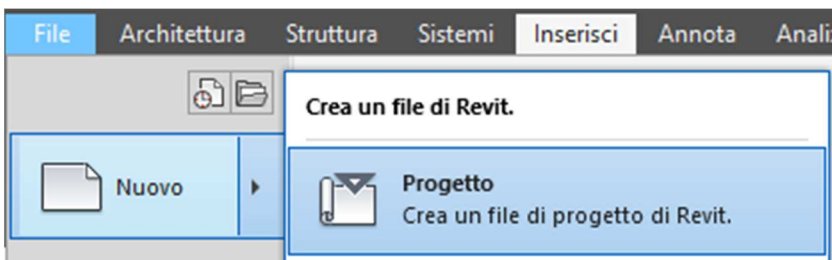 File Architettura Struttura Sistemi Inserisci Annota
Crea un file di Revit.
Nuovo
Progetto
Crea un file di progetto di Revit.